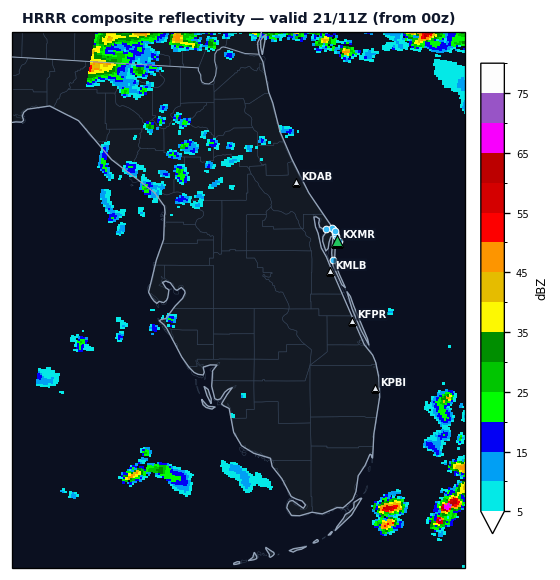 HRRR composite reflectivity — valid 21/11Z (from 00z)
KDAB
KXMR
KMLB
KFPR
KPBI
75
65
55
45
35
25
15
5
dBZ